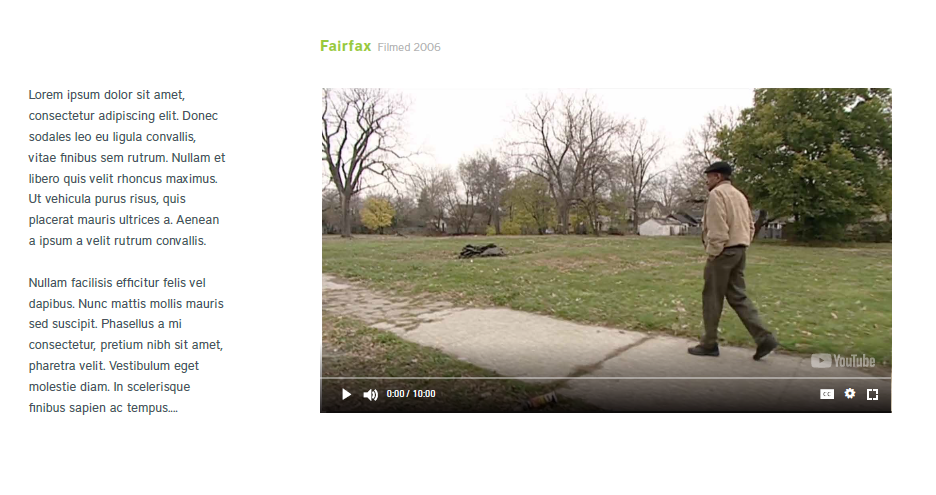 Fairfax Filmed 2006
Lorem ipsum dolor sit amet,
consectetur adipiscing elit. Donec
sodales leo eu ligula convallis,
vitae finibus sem rutrum. Nullam et
libero quis velit rhoncus maximus.
Ut vehicula purus risus, quis
placerat mauris ultrices a. Aenean
a ipsum a velit rutrum convallis.
Nullam facilisis efficitur felis vel
dapibus. Nunc mattis mollis mauris
sed suscipit. Phasellus a mi
consectetur, pretium nibh sit amet,
pharetra velit. Vestibulum eget
molestie diam. In scelerisque
finibus sapien ac tempus....
YouTube
0:00 / 10:00
CC